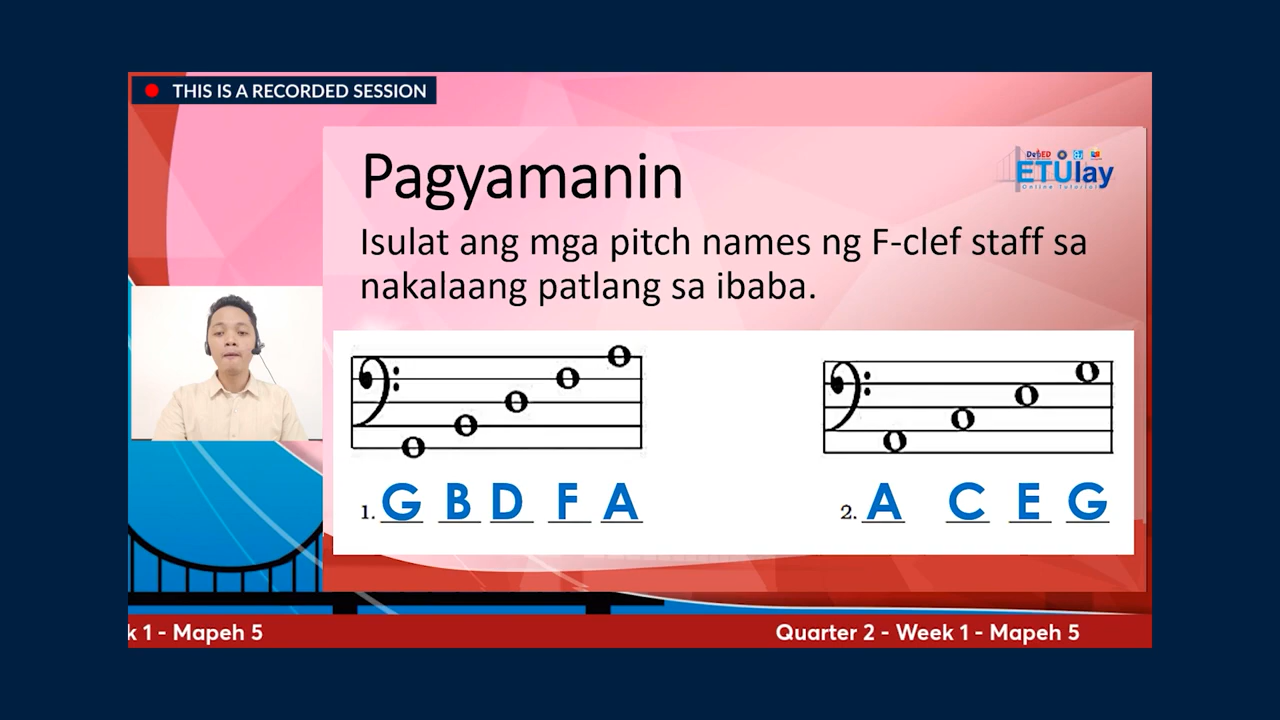 THIS IS A RECORDED SESSION
DepED
ETUlay
Online Tutorial
Pagyamanin
Isulat ang mga pitch names ng F-clef staff sa
nakalaang patlang sa ibaba.
1. G B D F A
2. A C E G
k 1 - Mapeh 5
Quarter 2 - Week 1 - Mapeh 5